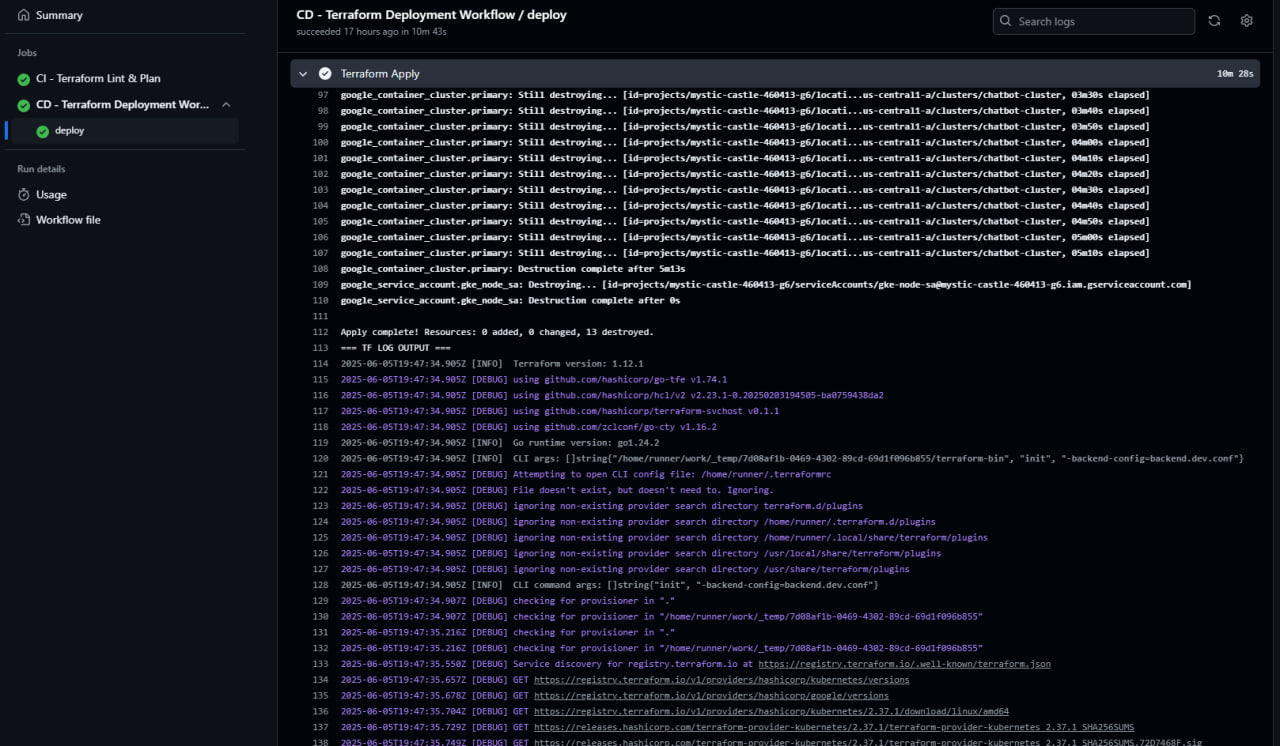 Summary
Jobs
CI - Terraform Lint & Plan
CD - Terraform Deployment Wor...
deploy
Run details
Usage
Workflow file
CD - Terraform Deployment Workflow / deploy
succeeded 17 hours ago in 10m 43s
Search logs
Terraform Apply 10m 28s
97 google_container_cluster.primary: Still destroying... [id=projects/mystic-castle-460413-g6/locati...us-central1-a/clusters/chatbot-cluster, 03m30s elapsed]
98 google_container_cluster.primary: Still destroying... [id=projects/mystic-castle-460413-g6/locati...us-central1-a/clusters/chatbot-cluster, 03m40s elapsed]
99 google_container_cluster.primary: Still destroying... [id=projects/mystic-castle-460413-g6/locati...us-central1-a/clusters/chatbot-cluster, 03m50s elapsed]
100 google_container_cluster.primary: Still destroying... [id=projects/mystic-castle-460413-g6/locati...us-central1-a/clusters/chatbot-cluster, 04m00s elapsed]
101 google_container_cluster.primary: Still destroying... [id=projects/mystic-castle-460413-g6/locati...us-central1-a/clusters/chatbot-cluster, 04m10s elapsed]
102 google_container_cluster.primary: Still destroying... [id=projects/mystic-castle-460413-g6/locati...us-central1-a/clusters/chatbot-cluster, 04m20s elapsed]
103 google_container_cluster.primary: Still destroying... [id=projects/mystic-castle-460413-g6/locati...us-central1-a/clusters/chatbot-cluster, 04m30s elapsed]
104 google_container_cluster.primary: Still destroying... [id=projects/mystic-castle-460413-g6/locati...us-central1-a/clusters/chatbot-cluster, 04m40s elapsed]
105 google_container_cluster.primary: Still destroying... [id=projects/mystic-castle-460413-g6/locati...us-central1-a/clusters/chatbot-cluster, 04m50s elapsed]
106 google_container_cluster.primary: Still destroying... [id=projects/mystic-castle-460413-g6/locati...us-central1-a/clusters/chatbot-cluster, 05m00s elapsed]
107 google_container_cluster.primary: Still destroying... [id=projects/mystic-castle-460413-g6/locati...us-central1-a/clusters/chatbot-cluster, 05m10s elapsed]
108 google_container_cluster.primary: Destruction complete after 5m13s
109 google_service_account.gke_node_sa: Destroying... [id=projects/mystic-castle-460413-g6/serviceAccounts/gke-node-sa@mystic-castle-460413-g6.iam.gserviceaccount.com]
110 google_service_account.gke_node_sa: Destruction complete after 0s
111
112 Apply complete! Resources: 0 added, 0 changed, 13 destroyed.
113 === TF LOG OUTPUT ===
114 2025-06-05T19:47:34.905Z [INFO]  Terraform version: 1.12.1
115 2025-06-05T19:47:34.905Z [DEBUG] using github.com/hashicorp/go-tfe v1.74.1
116 2025-06-05T19:47:34.905Z [DEBUG] using github.com/hashicorp/hcl/v2 v2.23.1-0.20250203194505-ba0759438da2
117 2025-06-05T19:47:34.905Z [DEBUG] using github.com/hashicorp/terraform-svchost v0.1.1
118 2025-06-05T19:47:34.905Z [DEBUG] using github.com/zclconf/go-cty v1.16.2
119 2025-06-05T19:47:34.905Z [INFO]  Go runtime version: go1.24.2
120 2025-06-05T19:47:34.905Z [INFO]  CLI args: []string{"/home/runner/work/_temp/7d08af1b-0469-4302-89cd-69d1f096b855/terraform-bin", "init", "-backend-config=backend.dev.conf"}
121 2025-06-05T19:47:34.905Z [DEBUG] Attempting to open CLI config file: /home/runner/.terraformrc
122 2025-06-05T19:47:34.905Z [DEBUG] File doesn't exist, but doesn't need to. Ignoring.
123 2025-06-05T19:47:34.905Z [DEBUG] ignoring non-existing provider search directory terraform.d/plugins
124 2025-06-05T19:47:34.905Z [DEBUG] ignoring non-existing provider search directory /home/runner/.terraform.d/plugins
125 2025-06-05T19:47:34.905Z [DEBUG] ignoring non-existing provider search directory /home/runner/.local/share/terraform/plugins
126 2025-06-05T19:47:34.905Z [DEBUG] ignoring non-existing provider search directory /usr/local/share/terraform/plugins
127 2025-06-05T19:47:34.905Z [DEBUG] ignoring non-existing provider search directory /usr/share/terraform/plugins
128 2025-06-05T19:47:34.905Z [INFO]  CLI command args: []string{"init", "-backend-config=backend.dev.conf"}
129 2025-06-05T19:47:34.907Z [DEBUG] checking for provisioner in "."
130 2025-06-05T19:47:34.907Z [DEBUG] checking for provisioner in "/home/runner/work/_temp/7d08af1b-0469-4302-89cd-69d1f096b855"
131 2025-06-05T19:47:35.216Z [DEBUG] checking for provisioner in "."
132 2025-06-05T19:47:35.216Z [DEBUG] checking for provisioner in "/home/runner/work/_temp/7d08af1b-0469-4302-89cd-69d1f096b855"
133 2025-06-05T19:47:35.550Z [DEBUG] Service discovery for registry.terraform.io at https://registry.terraform.io/.well-known/terraform.json
134 2025-06-05T19:47:35.657Z [DEBUG] GET https://registry.terraform.io/v1/providers/hashicorp/kubernetes/versions
135 2025-06-05T19:47:35.678Z [DEBUG] GET https://registry.terraform.io/v1/providers/hashicorp/google/versions
136 2025-06-05T19:47:35.704Z [DEBUG] GET https://registry.terraform.io/v1/providers/hashicorp/kubernetes/2.37.1/download/linux/amd64
137 2025-06-05T19:47:35.729Z [DEBUG] GET https://releases.hashicorp.com/terraform-provider-kubernetes/2.37.1/terraform-provider-kubernetes_2.37.1_SHA256SUMS
138 2025-06-05T19:47:35.749Z [DEBUG] GET https://releases.hashicorp.com/terraform-provider-kubernetes/2.37.1/terraform-provider-kubernetes_2.37.1_SHA256SUMS.72D7468F.sig